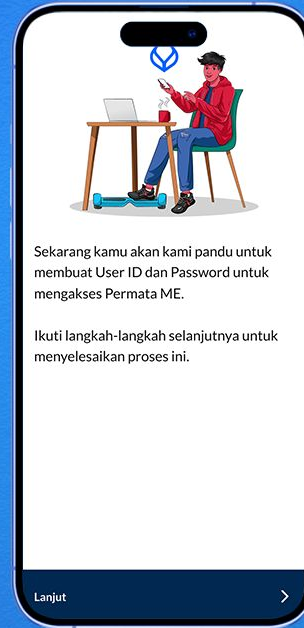 Sekarang kamu akan kami pandu untuk
membuat User ID dan Password untuk
mengakses Permata ME.
Ikuti langkah-langkah selanjutnya untuk
menyelesaikan proses ini.
Lanjut